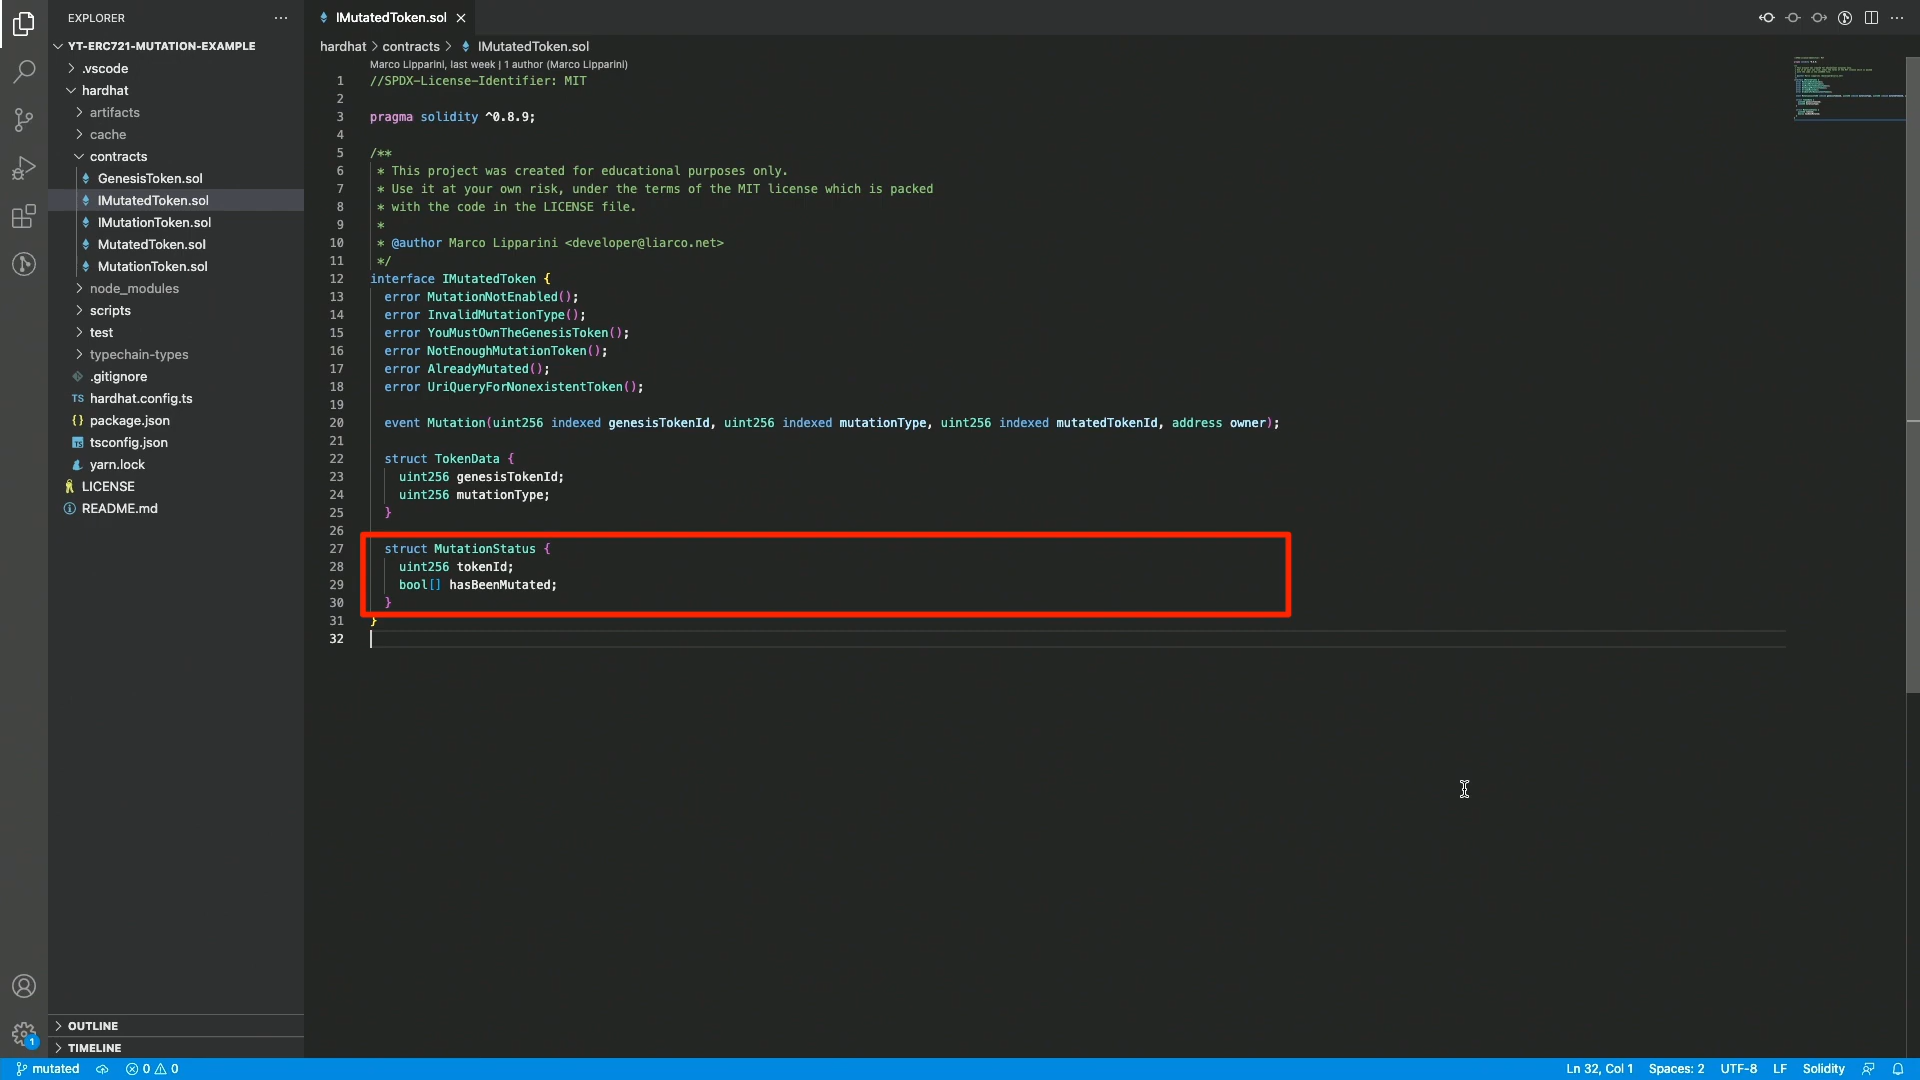 EXPLORER
YT-ERC721-MUTATION-EXAMPLE
.vscode
hardhat
artifacts
cache
contracts
GenesisToken.sol
IMutatedToken.sol
IMutationToken.sol
MutatedToken.sol
MutationToken.sol
node_modules
scripts
test
typechain-types
.gitignore
TS hardhat.config.ts
{} package.json
TS tsconfig.json
yarn.lock
LICENSE
README.md
OUTLINE
TIMELINE
1
IMutatedToken.sol
hardhat > contracts > IMutatedToken.sol
Marco Lipparini, last week | 1 author (Marco Lipparini)
1 //SPDX-License-Identifier: MIT
2
3 pragma solidity ^0.8.9;
4
5 /**
6 * This project was created for educational purposes only.
7 * Use it at your own risk, under the terms of the MIT license which is packed
8 * with the code in the LICENSE file.
9 *
10 * @author Marco Lipparini <developer@liarco.net>
11 */
12 interface IMutatedToken {
13 error MutationNotEnabled();
14 error InvalidMutationType();
15 error YouMustOwnTheGenesisToken();
16 error NotEnoughMutationToken();
17 error AlreadyMutated();
18 error UriQueryForNonexistentToken();
19
20 event Mutation(uint256 indexed genesisTokenId, uint256 indexed mutationType, uint256 indexed mutatedTokenId, address owner);
21
22 struct TokenData {
23 uint256 genesisTokenId;
24 uint256 mutationType;
25 }
26
27 struct MutationStatus {
28 uint256 tokenId;
29 bool[] hasBeenMutated;
30 }
31 }
32
mutated
0 0
Ln 32, Col 1
Spaces: 2
UTF-8
LF
Solidity